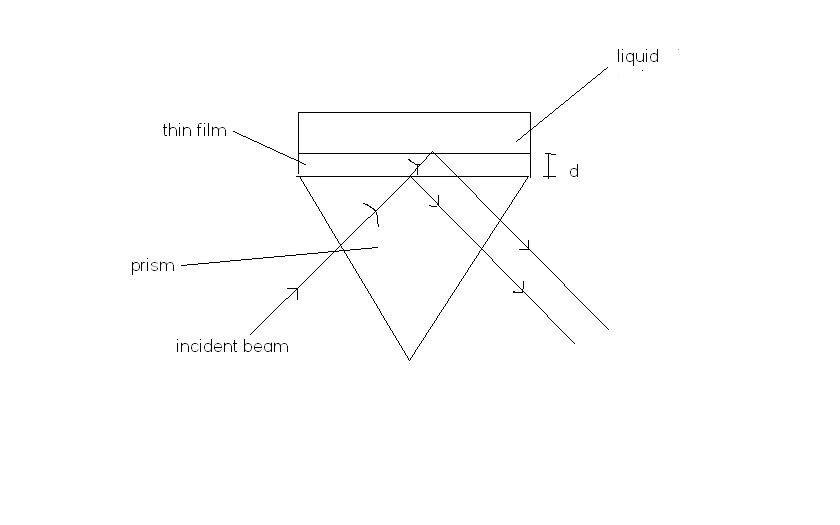 liquid
thin film
d
prism
incident beam